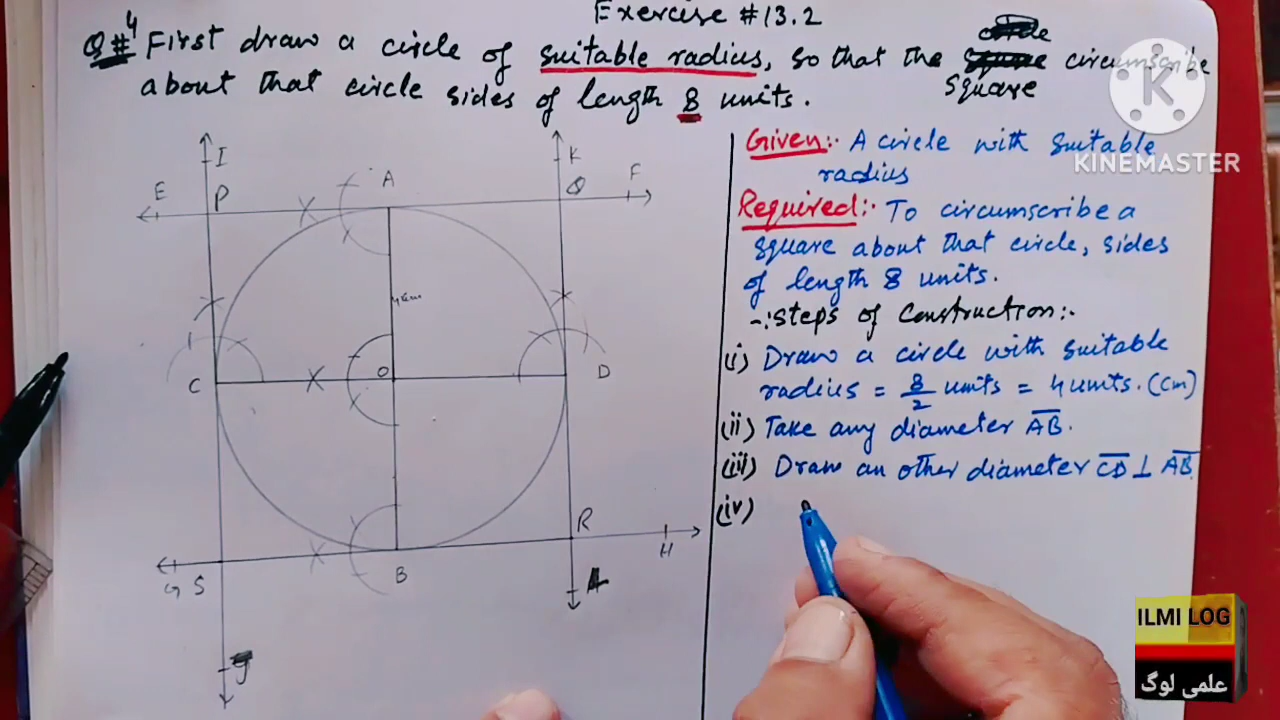 Exercise #13.2
Q#4 First draw a circle of suitable radius, so that the circumscribe
square
about that circle sides of length 8 units.
Given:- A circle with suitable
radius
Required:- To circumscribe a
square about that circle, sides
of length 8 units.
-:Steps of Construction:-
(i) Draw a circle with suitable
radius = 8/2 units = 4 units. (cm)
(ii) Take any diameter A̅B̅.
(iii) Draw an other diameter C̅D̅ ⊥ A̅B̅.
(iv)
I
K
E
P
A
Q
F
4cm
C
O
D
R
H
G
S
B
J
K
KINEMASTER
ILMI LOG
علمی لوگ